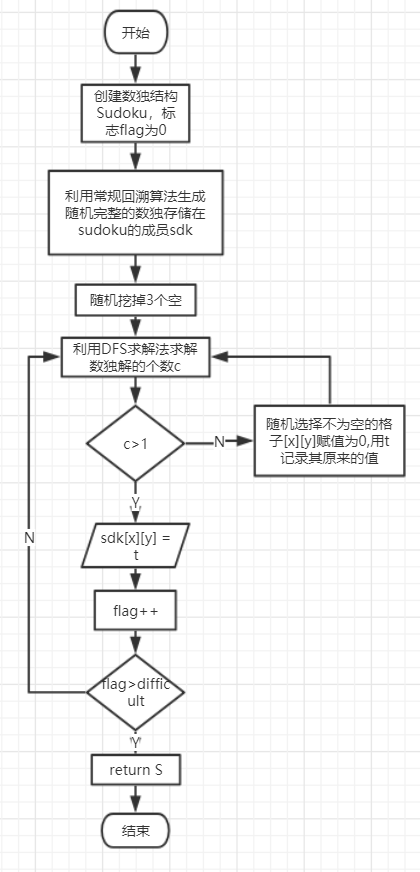 开始
创建数独结构
Sudoku，标
志flag为0
利用常规回溯算法生成
随机完整的数独存储在
sudoku的成员sdk
随机挖掉3个空
利用DFS求解法求解
数独解的个数c
c>1
N
随机选择不为空的格
子[x][y]赋值为0,用t
记录其原来的值
Y
sdk[x][y] =
t
N
flag++
flag>diffic
ult
Y
return S
结束